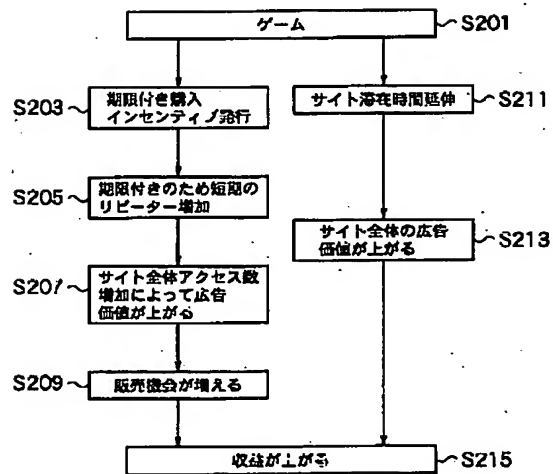 ゲーム
S201
S203
期限付き購入
インセンティブ発行
サイト滞在時間延伸
S211
S205
期限付きのため短期の
リピーター増加
サイト全体の広告
価値が上がる
S213
S207
サイト全体アクセス数
増加によって広告
価値が上がる
S209
販売機会が増える
収益が上がる
S215